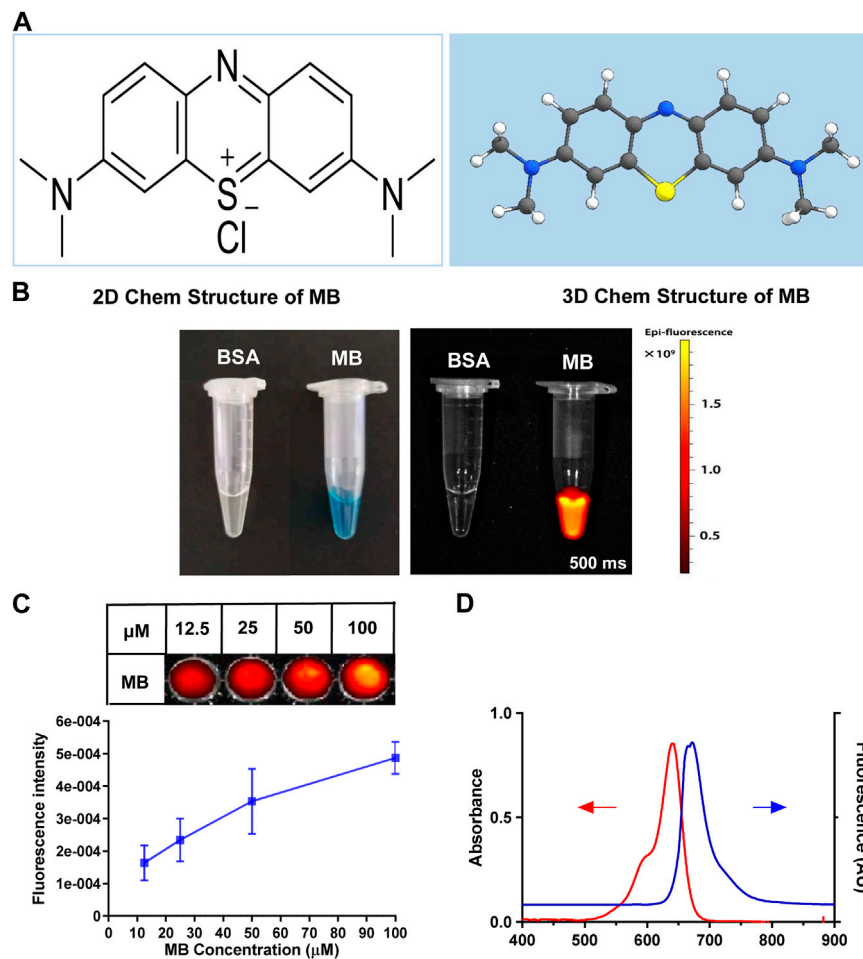 A
N
N
N
S
+
−
Cl
B
2D Chem Structure of MB
3D Chem Structure of MB
BSA
MB
BSA
MB
500 ms
Epi-fluorescence
×10⁹
1.5
1.0
0.5
C
µM
12.5
25
50
100
MB
Fluorescence intensity
6e-004
5e-004
4e-004
3e-004
2e-004
1e-004
0
0 10 20 30 40 50 60 70 80 90 100
MB Concentration (µM)
D
Absorbance
1.0
0.5
0.0
400 500 600 700 800 900
Fluorescence (AU)